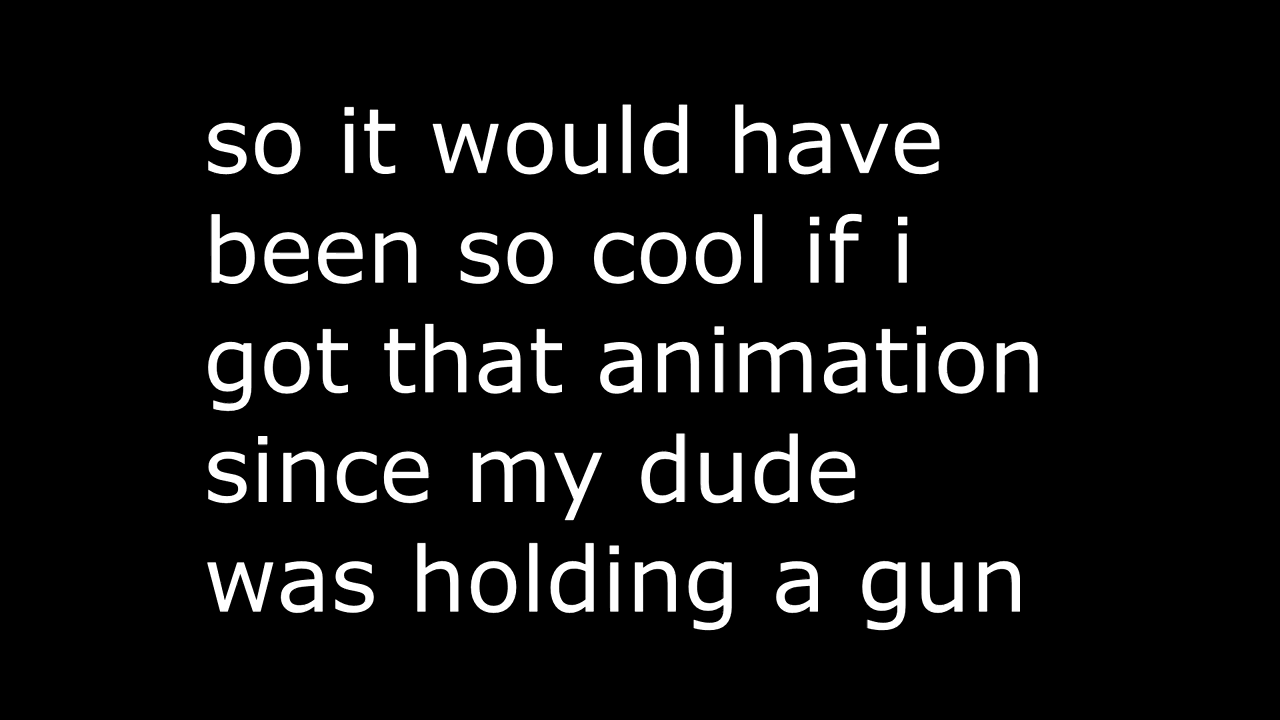 so it would have
been so cool if i
got that animation
since my dude
was holding a gun